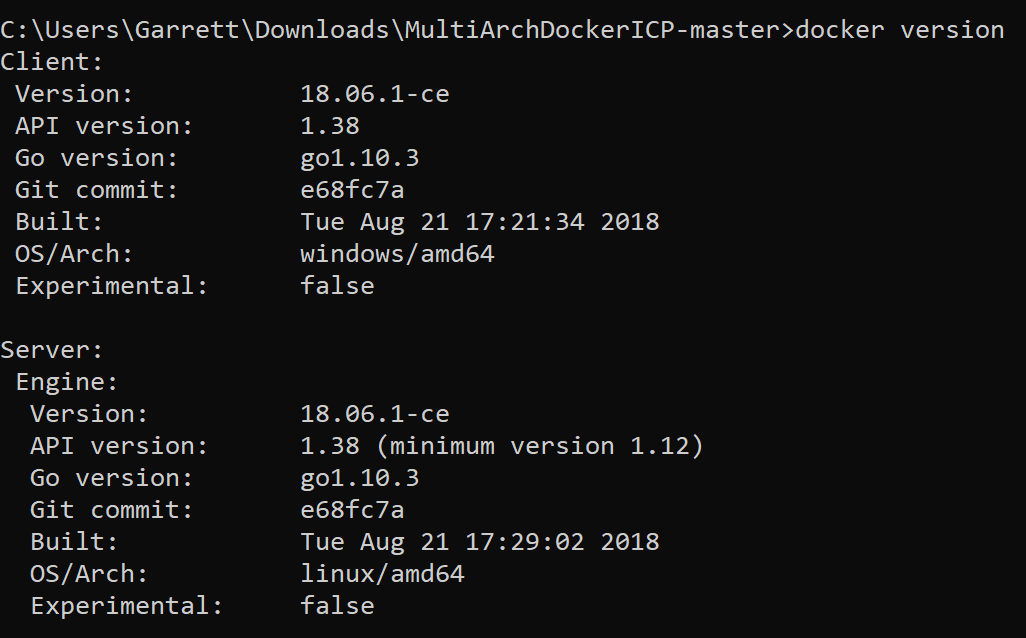 C:\Users\Garrett\Downloads\MultiArchDockerICP-master>docker version
Client:
 Version:           18.06.1-ce
 API version:       1.38
 Go version:        go1.10.3
 Git commit:        e68fc7a
 Built:             Tue Aug 21 17:21:34 2018
 OS/Arch:           windows/amd64
 Experimental:      false

Server:
 Engine:
  Version:          18.06.1-ce
  API version:      1.38 (minimum version 1.12)
  Go version:       go1.10.3
  Git commit:       e68fc7a
  Built:            Tue Aug 21 17:29:02 2018
  OS/Arch:          linux/amd64
  Experimental:     false